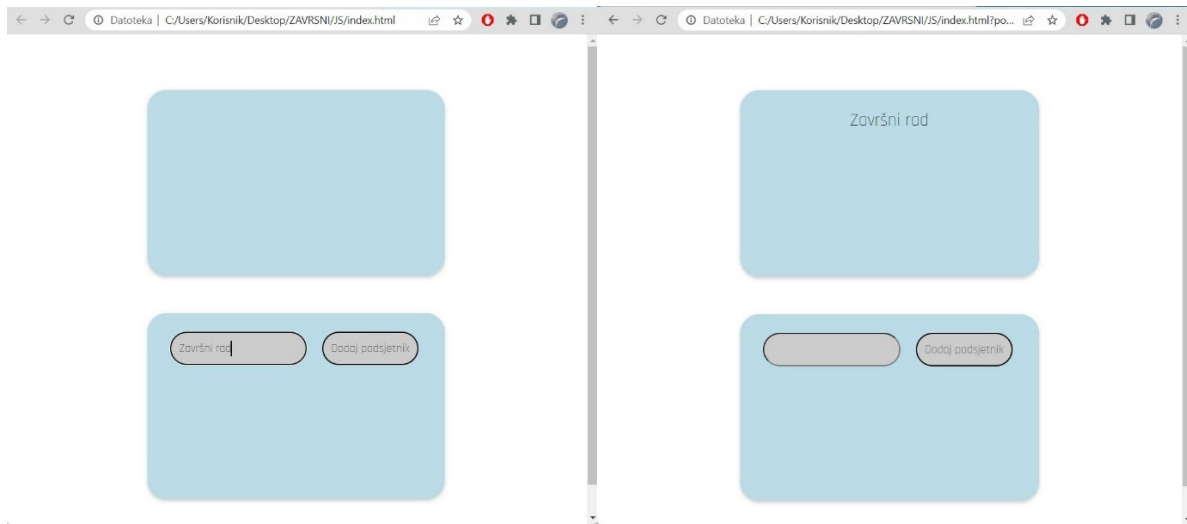 Datoteka | C:/Users/Korisnik/Desktop/ZAVRSNI/JS/index.html
Završni rad
Dodaj podsjetnik
Datoteka | C:/Users/Korisnik/Desktop/ZAVRSNI/JS/index.html?po...
Završni rad
Dodaj podsjetnik